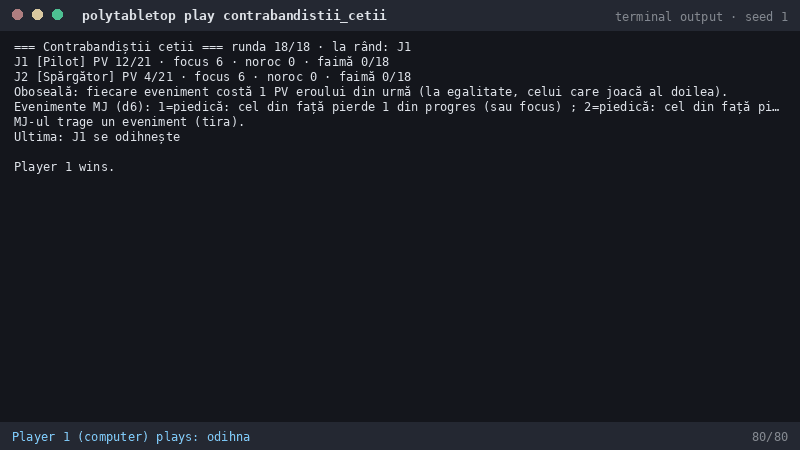 polytabletop play contrabandistii_cetii
terminal output · seed 1
=== Contrabandiștii cetii === runda 18/18 · la rând: J1
J1 [Pilot] PV 12/21 · focus 6 · noroc 0 · faimă 0/18
J2 [Spărgător] PV 4/21 · focus 6 · noroc 0 · faimă 0/18
Oboseală: fiecare eveniment costă 1 PV eroului din urmă (la egalitate, celui care joacă al doilea).
Evenimente MJ (d6): 1=piedică: cel din față pierde 1 din progres (sau focus) ; 2=piedică: cel din față pi…
MJ-ul trage un eveniment (tira).
Ultima: J1 se odihnește
Player 1 wins.
Player 1 (computer) plays: odihna
80/80